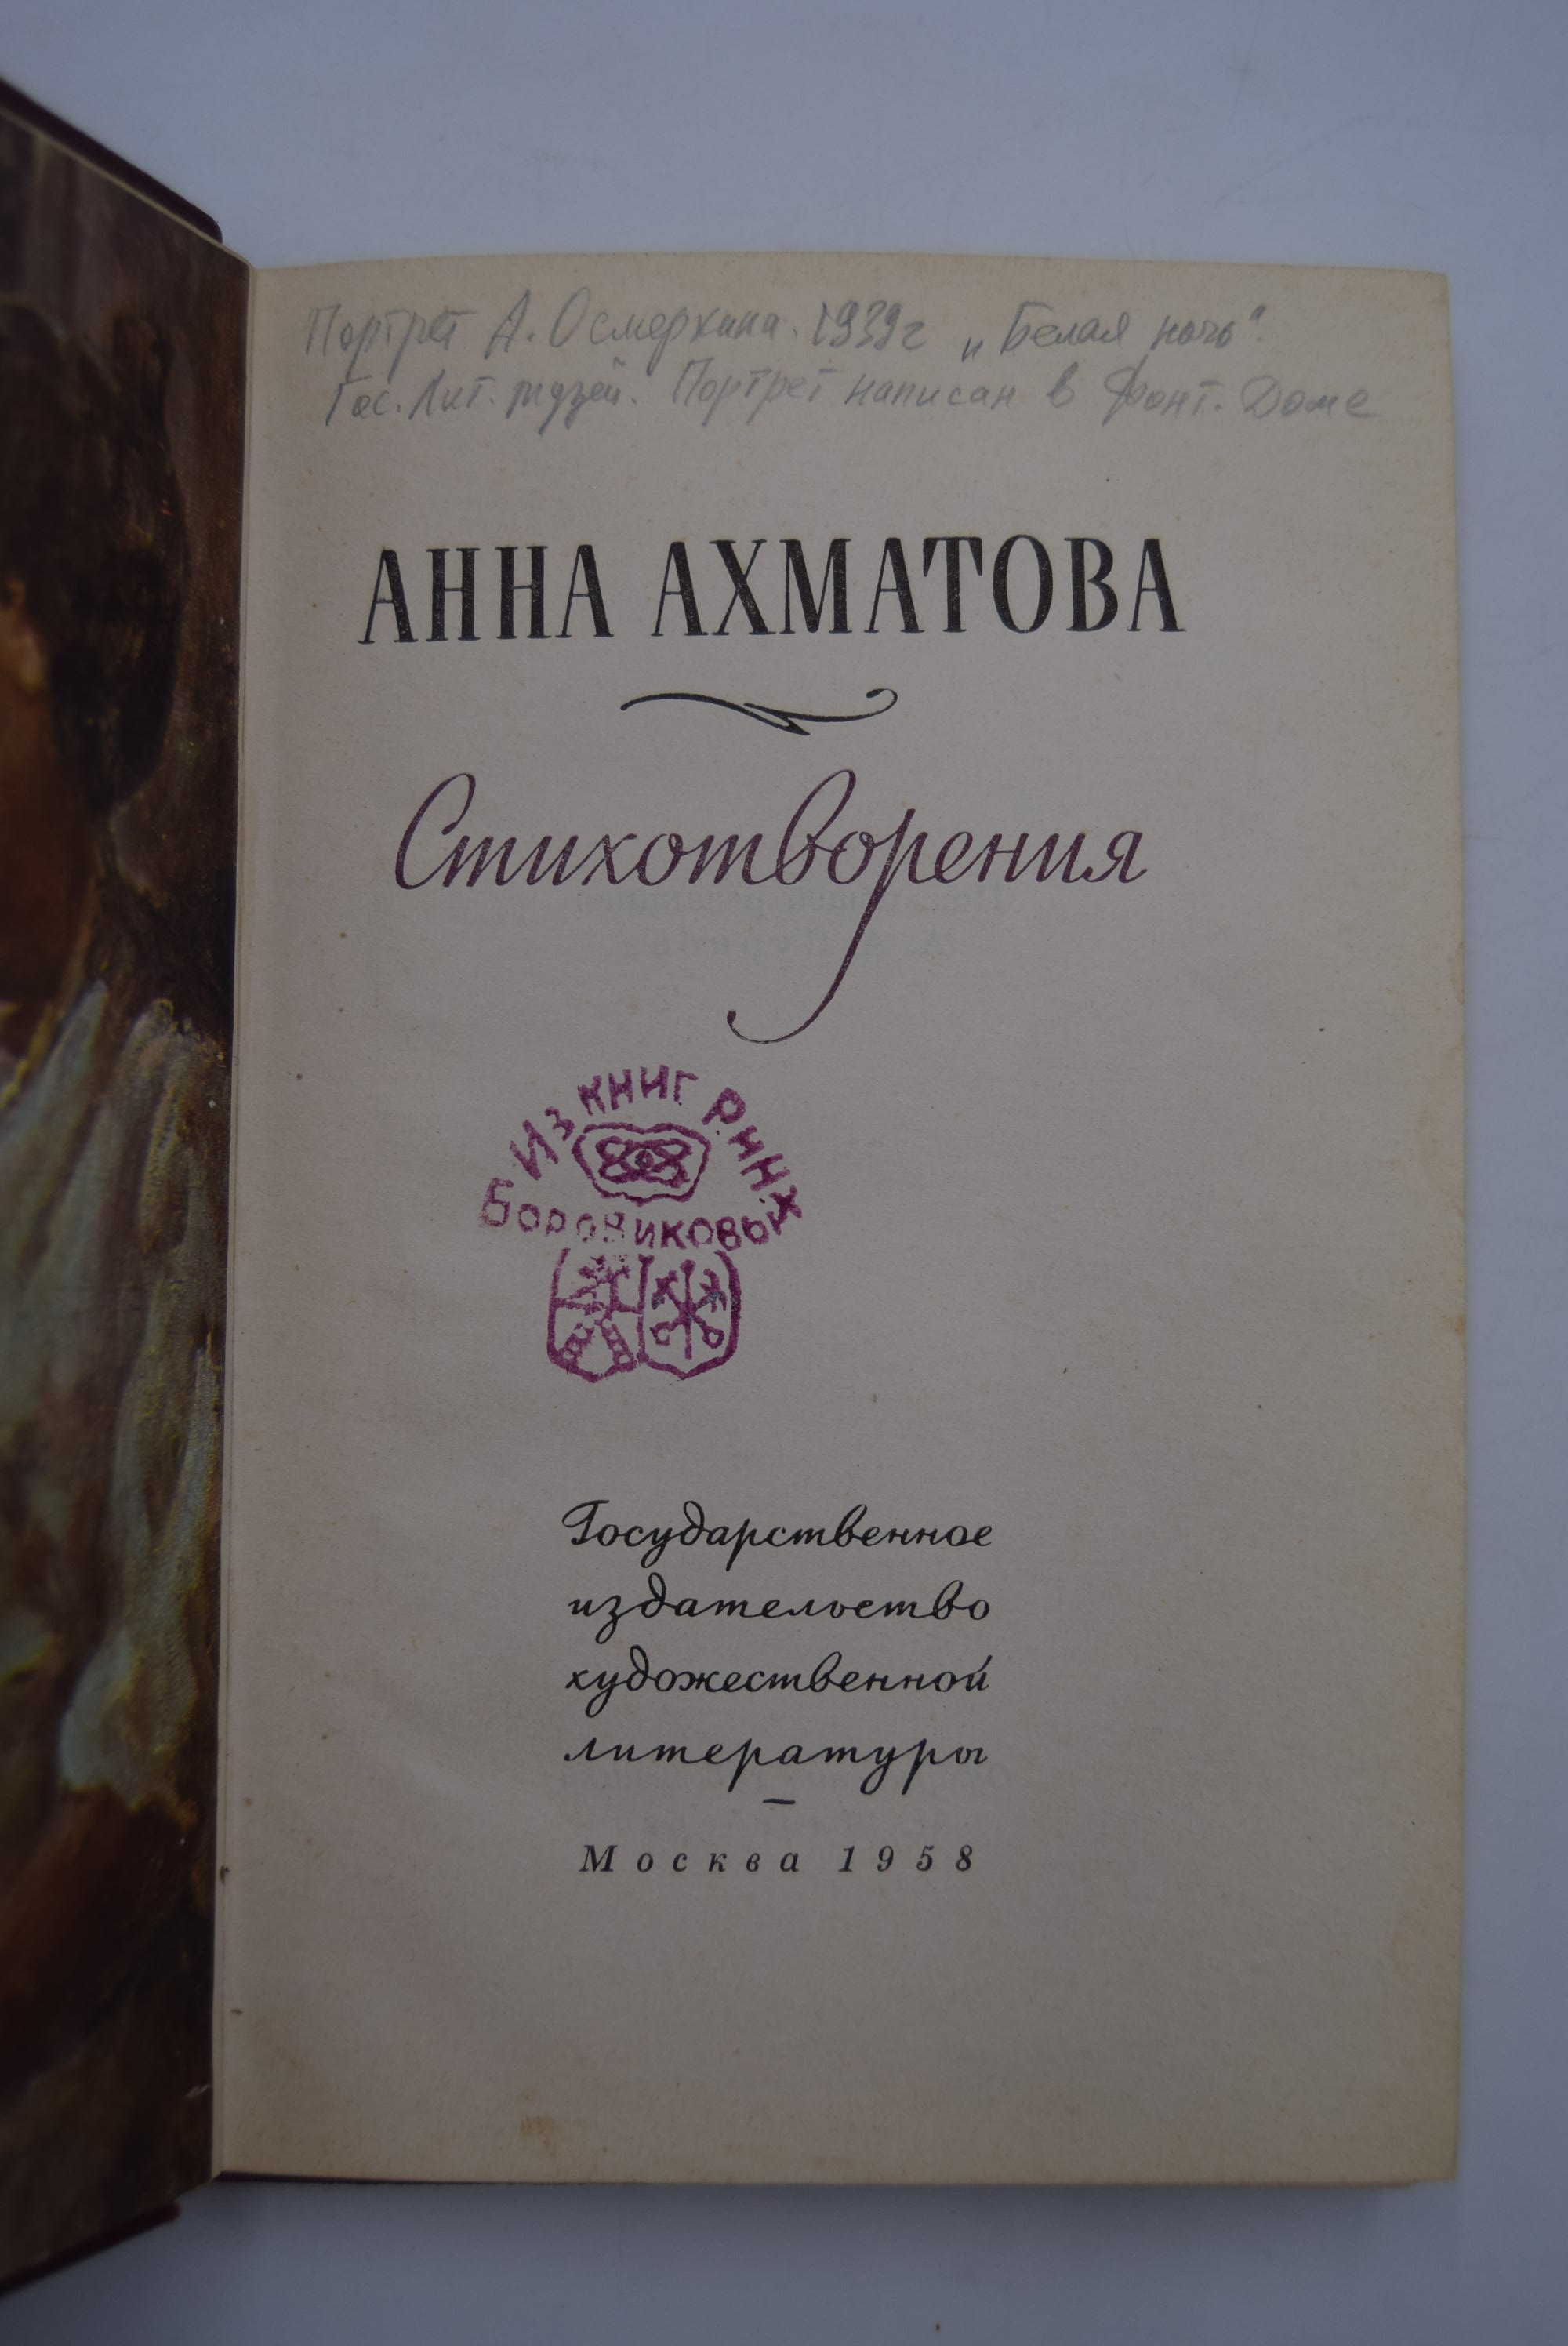 Портрет А. Осмеркина. 1939г „Белая ночь".
Гос. Лит. музей. Портрет написан в Фонт. Доме
АННА АХМАТОВА
Стихотворения
Из книг Р и Н Х
Боровиковых
Государственное
издательство
художественной
литературы
Москва 1958